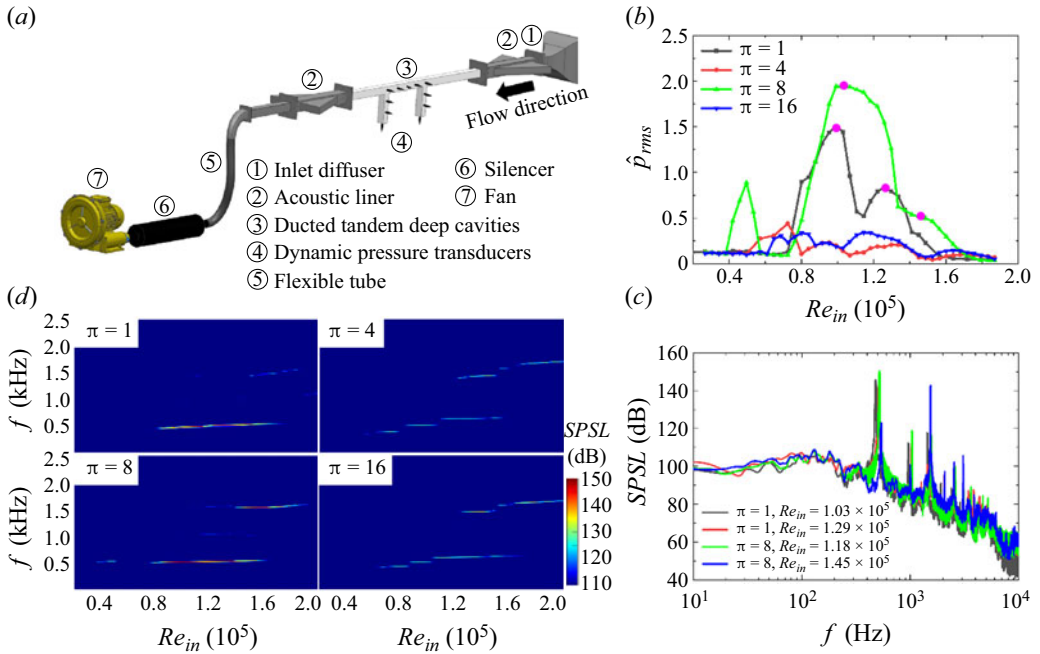 (a)
① Inlet diffuser
② Acoustic liner
③ Ducted tandem deep cavities
④ Dynamic pressure transducers
⑤ Flexible tube
⑥ Silencer
⑦ Fan
①
②
③
②
④
⑤
⑥
⑦
Flow direction
(b)
π = 1
π = 4
π = 8
π = 16
p̂rms
2.5
2.0
1.5
1.0
0.5
0
0.4 0.8 1.2 1.6 2.0
Rein (10⁵)
(d)
π = 1
π = 4
π = 8
π = 16
f (kHz)
2.5
2.0
1.5
1.0
0.5
f (kHz)
2.5
2.0
1.5
1.0
0.5
0.4 0.8 1.2 1.6 2.0
0.4 0.8 1.2 1.6 2.0
Rein (10⁵)
Rein (10⁵)
SPSL
(dB)
150
140
130
120
110
(c)
SPSL (dB)
160
140
120
100
80
60
40
π = 1, Rein = 1.03 × 10⁵
π = 1, Rein = 1.29 × 10⁵
π = 8, Rein = 1.18 × 10⁵
π = 8, Rein = 1.45 × 10⁵
10¹ 10² 10³ 10⁴
f (Hz)